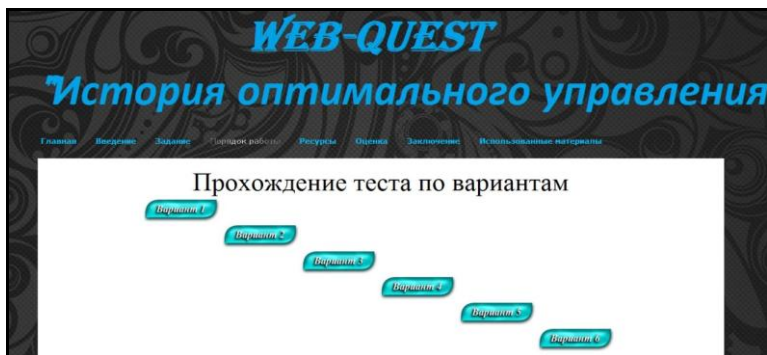 WEB-QUEST
"История оптимального управления
Главная Введение Задание Порядок работы Ресурсы Оценка Заключение Использованные материалы
Прохождение теста по вариантам
Вариант 1
Вариант 2
Вариант 3
Вариант 4
Вариант 5
Вариант 6